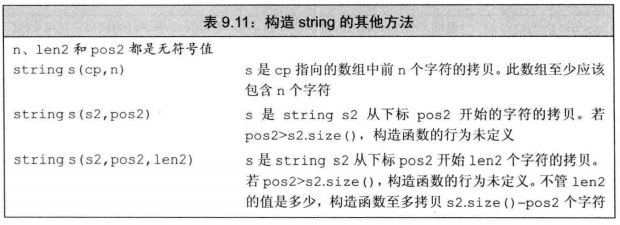 表 9.11：构造 string 的其他方法
n、len2 和 pos2 都是无符号值
string s(cp,n) s 是 cp 指向的数组中前 n 个字符的拷贝。此数组至少应该
包含 n 个字符
string s(s2,pos2) s 是 string s2 从下标 pos2 开始的字符的拷贝。若
pos2>s2.size()，构造函数的行为未定义
string s(s2,pos2,len2) s 是 string s2 从下标 pos2 开始 len2 个字符的拷贝。
若 pos2>s2.size()，构造函数的行为未定义。不管 len2
的值是多少，构造函数至多拷贝 s2.size()-pos2 个字符